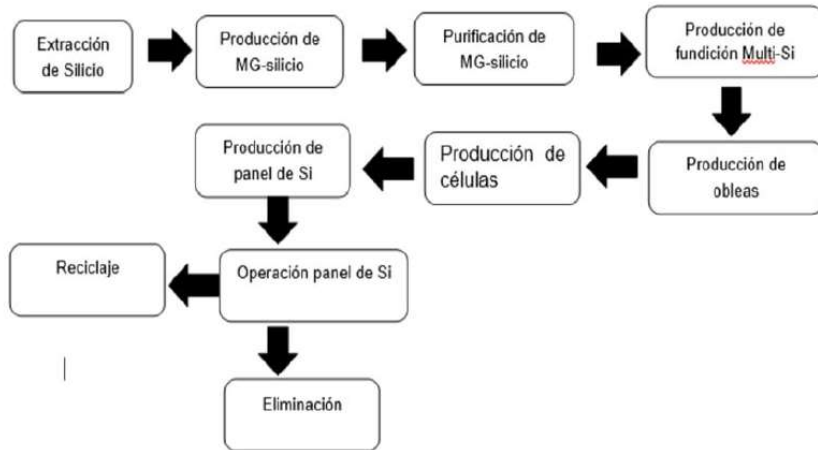 Extracción
de Silicio
Producción de
MG-silicio
Purificación de
MG-silicio
Producción de
fundición Multi-Si
Producción de
obleas
Producción de
células
Producción de
panel de Si
Operación panel de Si
Reciclaje
Eliminación